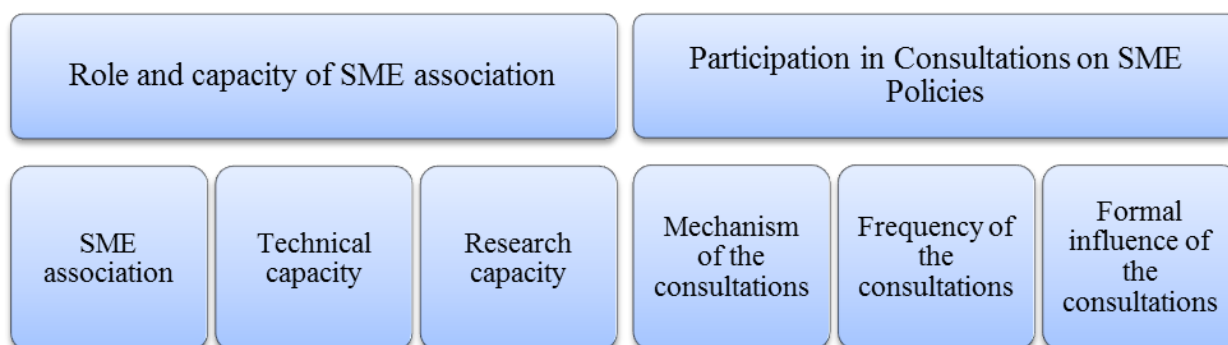 Role and capacity of SME association
Participation in Consultations on SME
Policies
SME
association
Technical
capacity
Research
capacity
Mechanism
of the
consultations
Frequency of
the
consultations
Formal
influence of
the
consultations